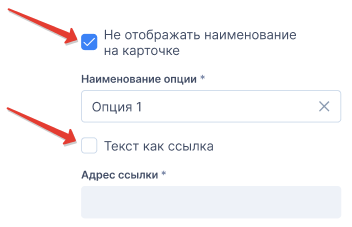 Не отображать наименование
на карточке
Наименование опции *
Опция 1
Текст как ссылка
Адрес ссылки *